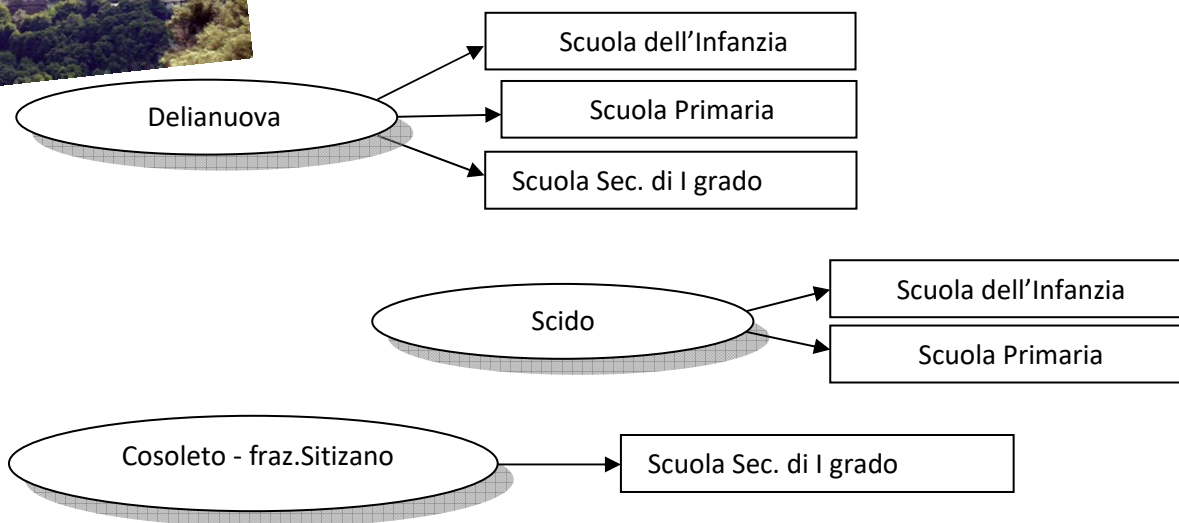 Scuola dell’Infanzia
Delianuova
Scuola Primaria
Scuola Sec. di I grado
Scuola dell’Infanzia
Scido
Scuola Primaria
Cosoleto - fraz.Sitizano
Scuola Sec. di I grado